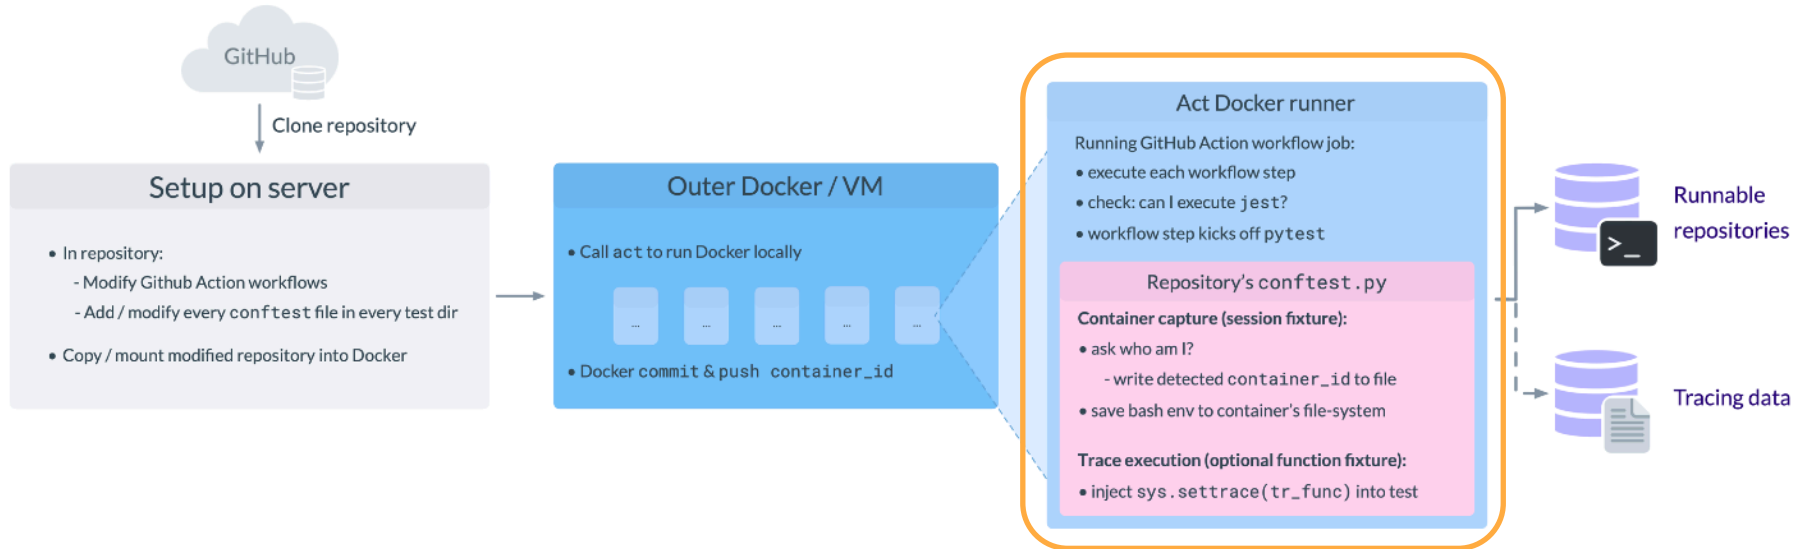 GitHub
Clone repository
Setup on server
• In repository:
- Modify Github Action workflows
- Add / modify every conftest file in every test dir
• Copy / mount modified repository into Docker
Outer Docker / VM
• Call act to run Docker locally
... ... ... ... ...
• Docker commit & push container_id
Act Docker runner
Running GitHub Action workflow job:
• execute each workflow step
• check: can I execute jest?
• workflow step kicks off pytest
Repository's conftest.py
Container capture (session fixture):
• ask who am I?
- write detected container_id to file
• save bash env to container's file-system
Trace execution (optional function fixture):
• inject sys.settrace(tr_func) into test
>_
Runnable
repositories
Tracing data